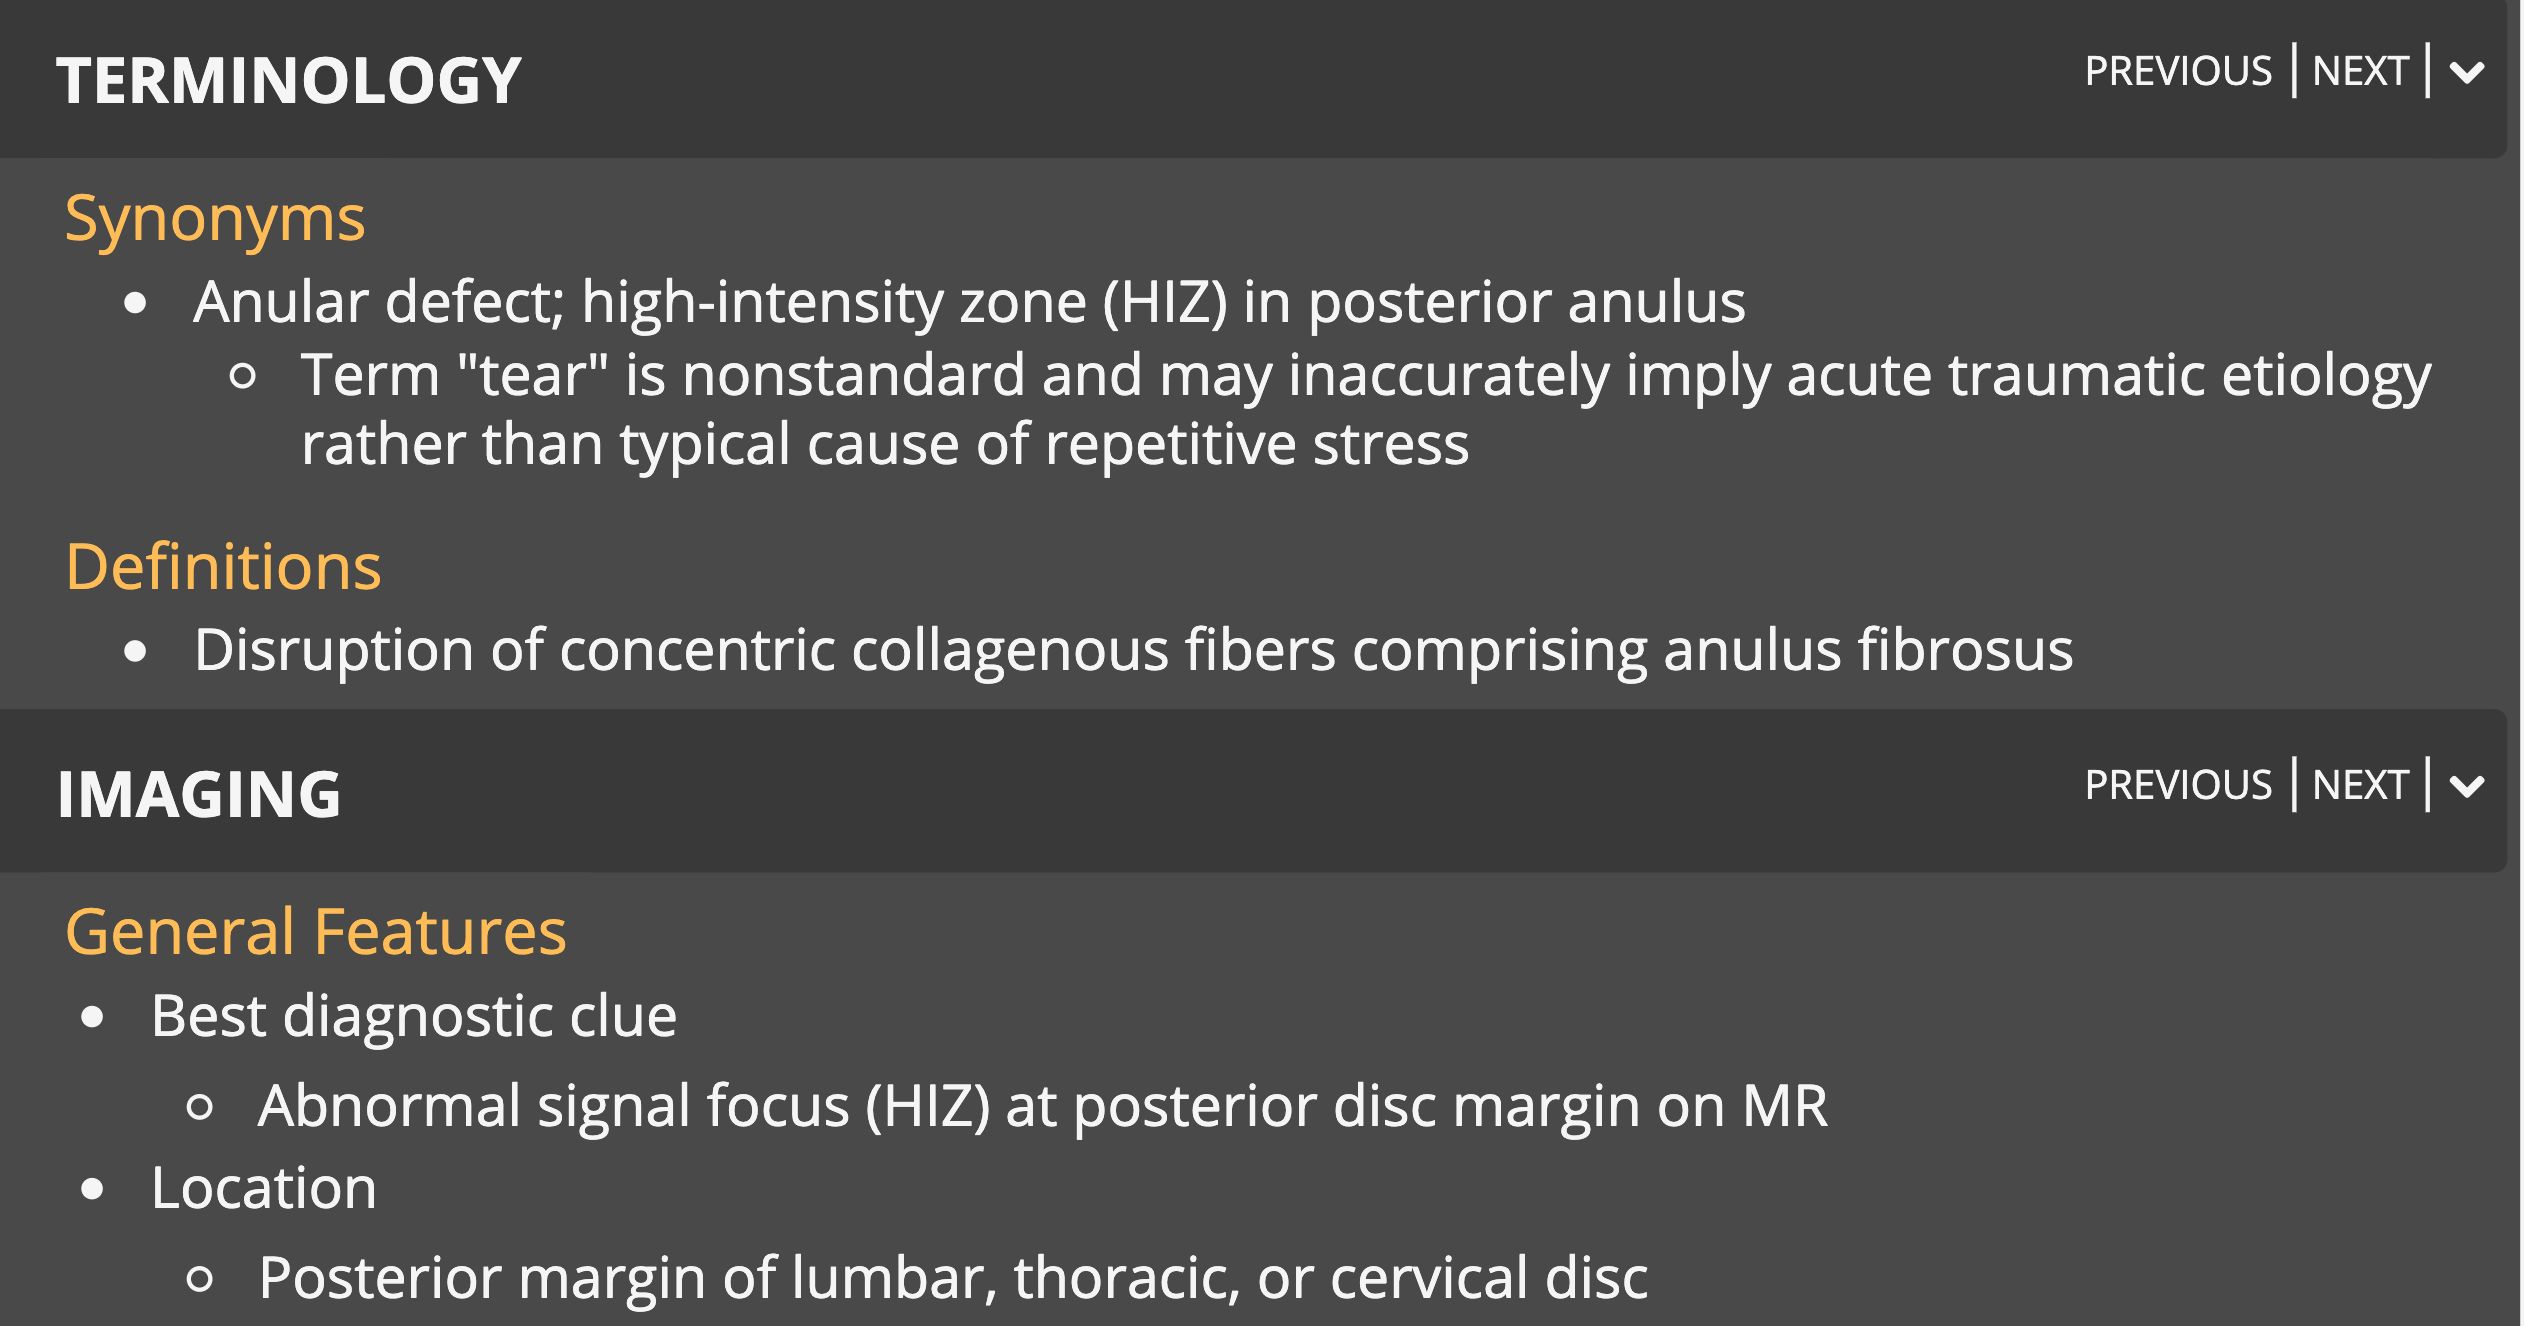 TERMINOLOGY
PREVIOUS | NEXT |
Synonyms
• Anular defect; high-intensity zone (HIZ) in posterior anulus
○ Term "tear" is nonstandard and may inaccurately imply acute traumatic etiology
rather than typical cause of repetitive stress
Definitions
• Disruption of concentric collagenous fibers comprising anulus fibrosus
IMAGING
PREVIOUS | NEXT |
General Features
• Best diagnostic clue
○ Abnormal signal focus (HIZ) at posterior disc margin on MR
• Location
○ Posterior margin of lumbar, thoracic, or cervical disc